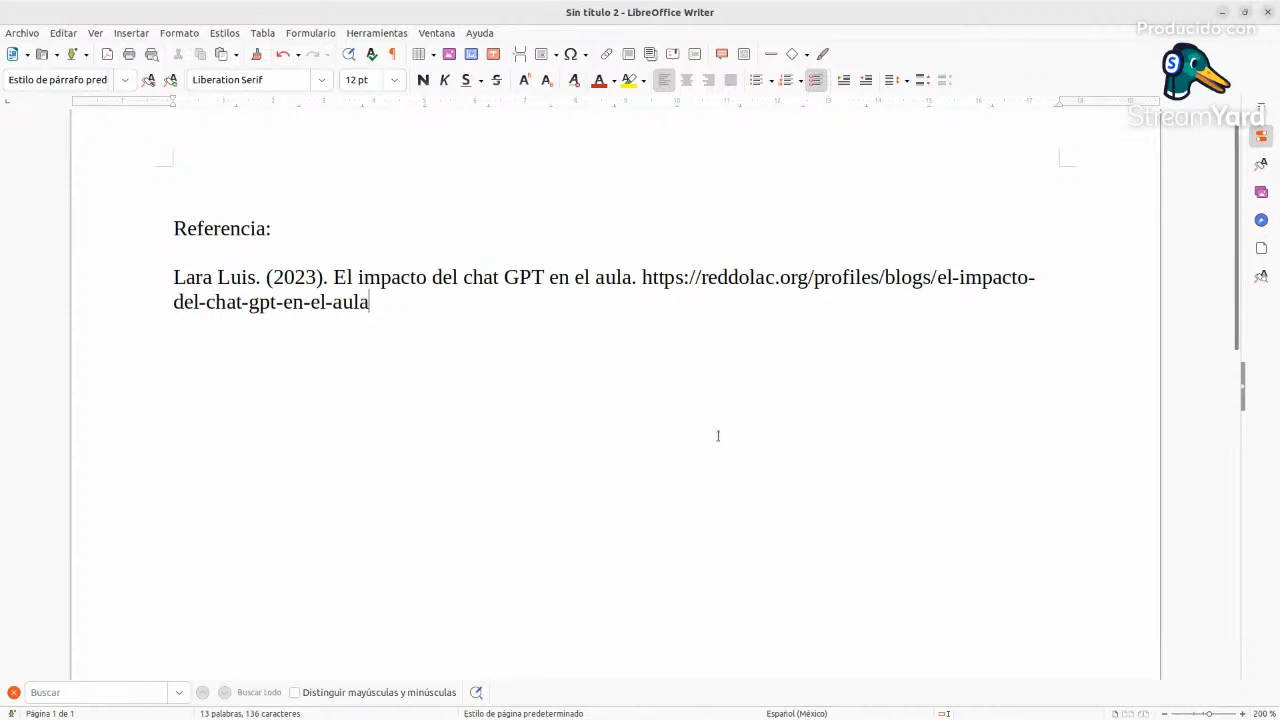 Sin título 2 - LibreOffice Writer
Producido con
Archivo Editar Ver Insertar Formato Estilos Tabla Formulario Herramientas Ventana Ayuda
Estilo de párrafo pred Liberation Serif 12 pt N K S S
StreamYard
Referencia:
Lara Luis. (2023). El impacto del chat GPT en el aula. https://reddolac.org/profiles/blogs/el-impacto-
del-chat-gpt-en-el-aula
Buscar Buscar todo Distinguir mayúsculas y minúsculas
Página 1 de 1 13 palabras, 136 caracteres Estilo de página predeterminado Español (México) 200 %